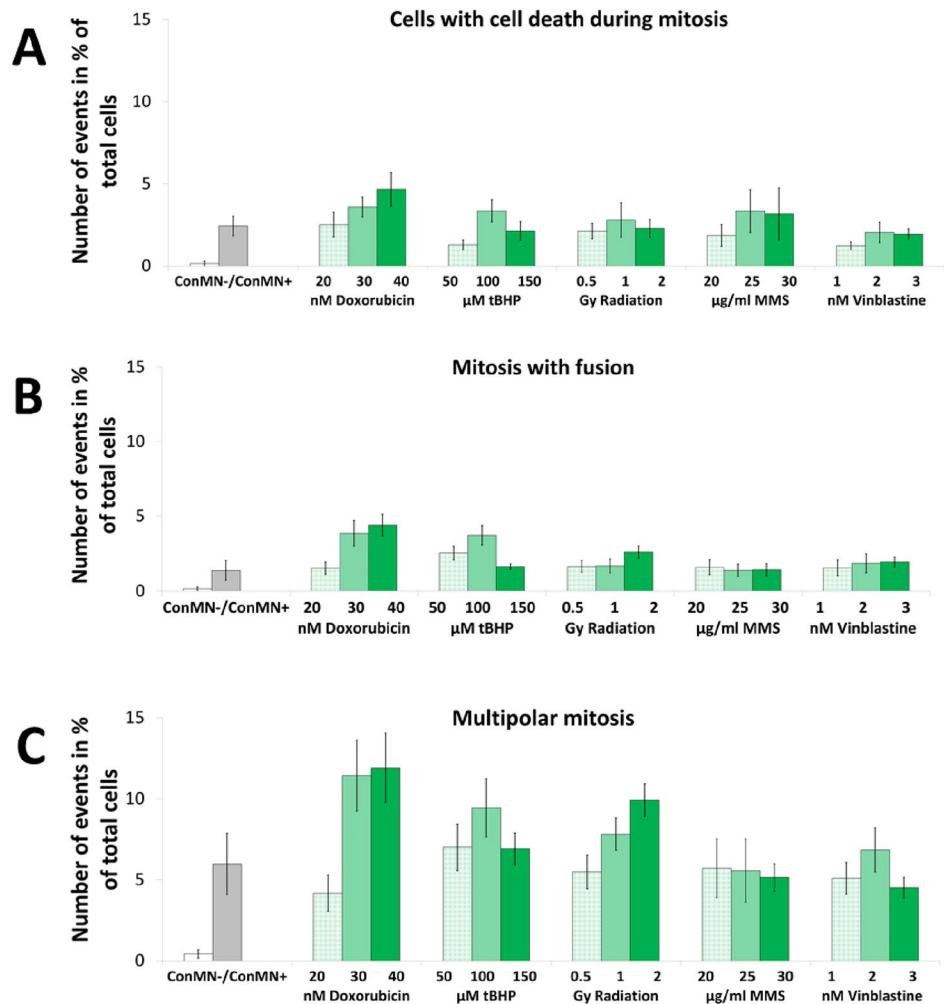 A
Cells with cell death during mitosis
Number of events in % of
total cells
15
10
5
0
ConMN-/ConMN+
20 30 40
nM Doxorubicin
50 100 150
µM tBHP
0.5 1 2
Gy Radiation
20 25 30
µg/ml MMS
1 2 3
nM Vinblastine
B
Mitosis with fusion
Number of events in %
of total cells
15
10
5
0
ConMN-/ConMN+
20 30 40
nM Doxorubicin
50 100 150
µM tBHP
0.5 1 2
Gy Radiation
20 25 30
µg/ml MMS
1 2 3
nM Vinblastine
C
Multipolar mitosis
Number of events in %
of total cells
15
10
5
0
ConMN-/ConMN+
20 30 40
nM Doxorubicin
50 100 150
µM tBHP
0.5 1 2
Gy Radiation
20 25 30
µg/ml MMS
1 2 3
nM Vinblastine